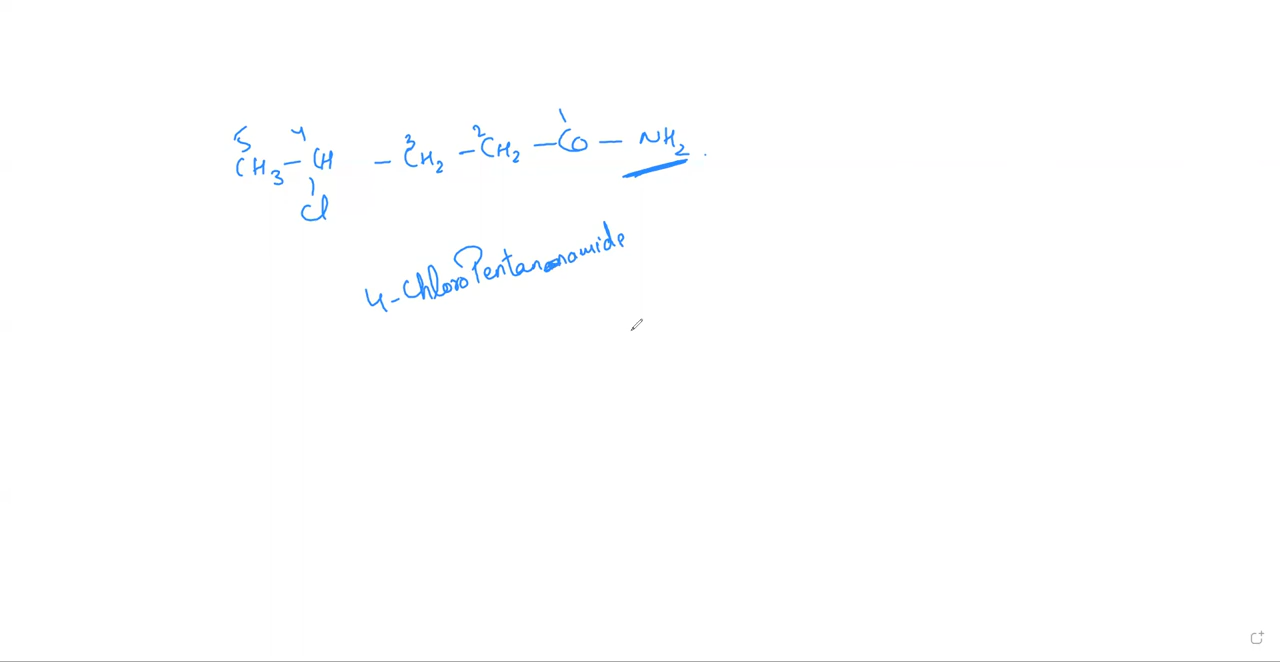 5 4 3 2 1
CH3 – CH – CH2 – CH2 – CO – NH2 .
Cl
4-Chloro Pentanamide